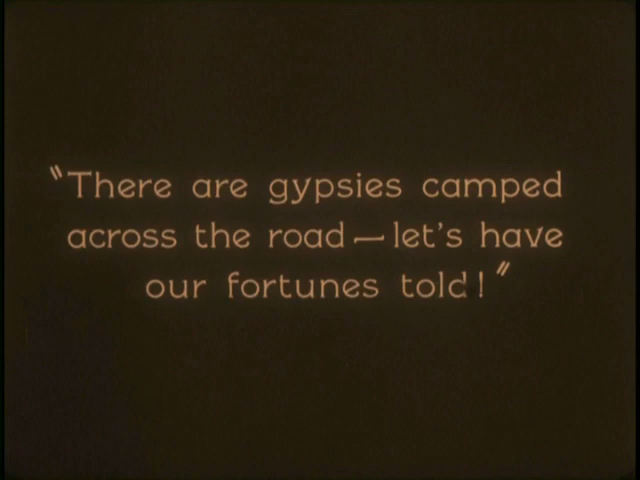 "There are gypsies camped
across the road — let's have
our fortunes told!"